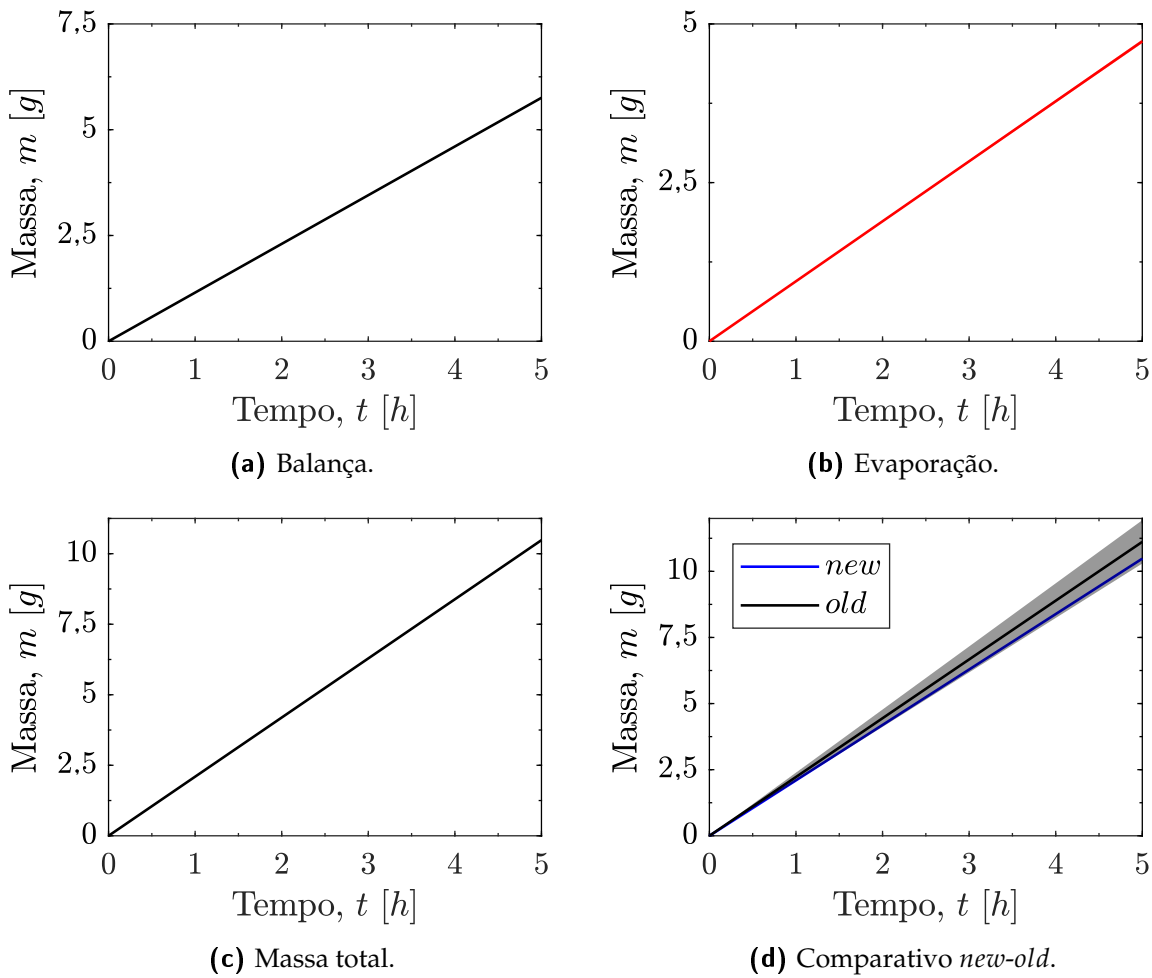 7,5
5
2,5
0
Massa, m [g]
0 1 2 3 4 5
Tempo, t [h]
(a) Balança.
5
2,5
0
Massa, m [g]
0 1 2 3 4 5
Tempo, t [h]
(b) Evaporação.
10
7,5
5
2,5
0
Massa, m [g]
0 1 2 3 4 5
Tempo, t [h]
(c) Massa total.
10
7,5
5
2,5
0
Massa, m [g]
new
old
0 1 2 3 4 5
Tempo, t [h]
(d) Comparativo new-old.